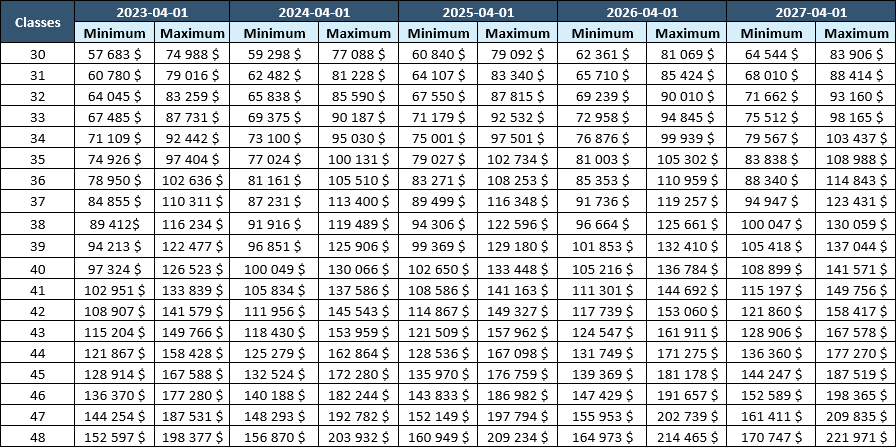 Classes 2023-04-01 2024-04-01 2025-04-01 2026-04-01 2027-04-01
Minimum Maximum Minimum Maximum Minimum Maximum Minimum Maximum Minimum Maximum
30 57 683 $ 74 988 $ 59 298 $ 77 088 $ 60 840 $ 79 092 $ 62 361 $ 81 069 $ 64 544 $ 83 906 $
31 60 780 $ 79 016 $ 62 482 $ 81 228 $ 64 107 $ 83 340 $ 65 710 $ 85 424 $ 68 010 $ 88 414 $
32 64 045 $ 83 259 $ 65 838 $ 85 590 $ 67 550 $ 87 815 $ 69 239 $ 90 010 $ 71 662 $ 93 160 $
33 67 485 $ 87 731 $ 69 375 $ 90 187 $ 71 179 $ 92 532 $ 72 958 $ 94 845 $ 75 512 $ 98 165 $
34 71 109 $ 92 442 $ 73 100 $ 95 030 $ 75 001 $ 97 501 $ 76 876 $ 99 939 $ 79 567 $ 103 437 $
35 74 926 $ 97 404 $ 77 024 $ 100 131 $ 79 027 $ 102 734 $ 81 003 $ 105 302 $ 83 838 $ 108 988 $
36 78 950 $ 102 636 $ 81 161 $ 105 510 $ 83 271 $ 108 253 $ 85 353 $ 110 959 $ 88 340 $ 114 843 $
37 84 855 $ 110 311 $ 87 231 $ 113 400 $ 89 499 $ 116 348 $ 91 736 $ 119 257 $ 94 947 $ 123 431 $
38 89 412$ 116 234 $ 91 916 $ 119 489 $ 94 306 $ 122 596 $ 96 664 $ 125 661 $ 100 047 $ 130 059 $
39 94 213 $ 122 477 $ 96 851 $ 125 906 $ 99 369 $ 129 180 $ 101 853 $ 132 410 $ 105 418 $ 137 044 $
40 97 324 $ 126 523 $ 100 049 $ 130 066 $ 102 650 $ 133 448 $ 105 216 $ 136 784 $ 108 899 $ 141 571 $
41 102 951 $ 133 839 $ 105 834 $ 137 586 $ 108 586 $ 141 163 $ 111 301 $ 144 692 $ 115 197 $ 149 756 $
42 108 907 $ 141 579 $ 111 956 $ 145 543 $ 114 867 $ 149 327 $ 117 739 $ 153 060 $ 121 860 $ 158 417 $
43 115 204 $ 149 766 $ 118 430 $ 153 959 $ 121 509 $ 157 962 $ 124 547 $ 161 911 $ 128 906 $ 167 578 $
44 121 867 $ 158 428 $ 125 279 $ 162 864 $ 128 536 $ 167 098 $ 131 749 $ 171 275 $ 136 360 $ 177 270 $
45 128 914 $ 167 588 $ 132 524 $ 172 280 $ 135 970 $ 176 759 $ 139 369 $ 181 178 $ 144 247 $ 187 519 $
46 136 370 $ 177 280 $ 140 188 $ 182 244 $ 143 833 $ 186 982 $ 147 429 $ 191 657 $ 152 589 $ 198 365 $
47 144 254 $ 187 531 $ 148 293 $ 192 782 $ 152 149 $ 197 794 $ 155 953 $ 202 739 $ 161 411 $ 209 835 $
48 152 597 $ 198 377 $ 156 870 $ 203 932 $ 160 949 $ 209 234 $ 164 973 $ 214 465 $ 170 747 $ 221 971 $